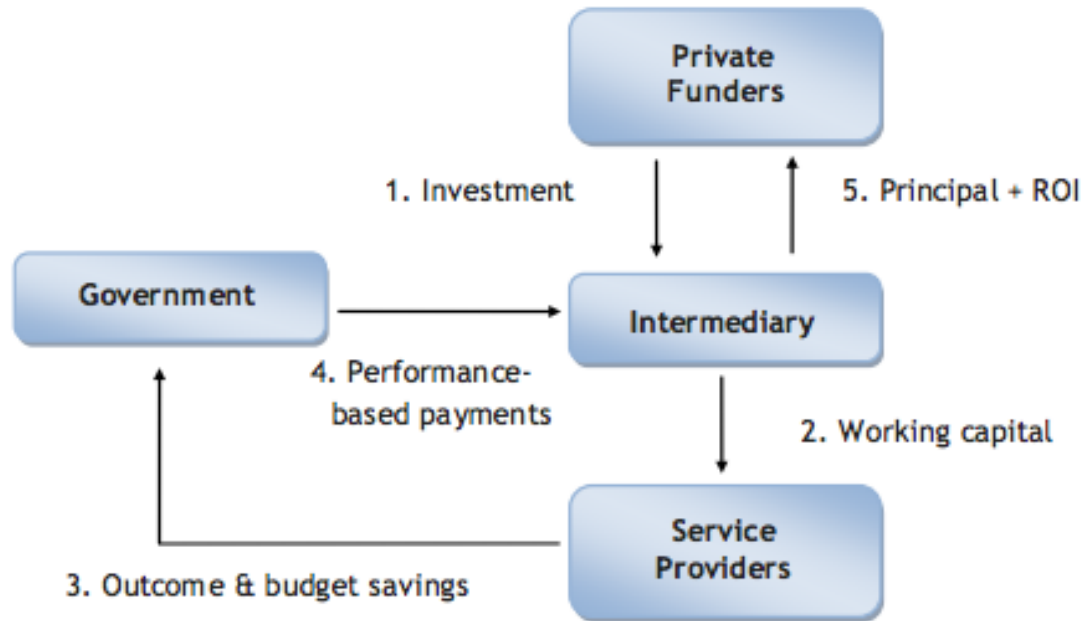 Private
Funders
1. Investment
5. Principal + ROI
Government
Intermediary
4. Performance-
based payments
2. Working capital
Service
Providers
3. Outcome & budget savings